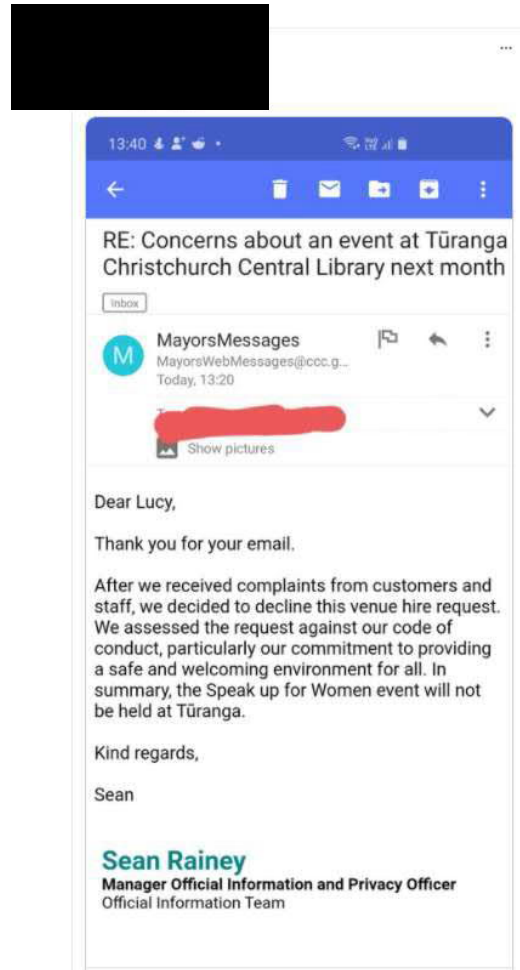 13:40
RE: Concerns about an event at Tūranga
Christchurch Central Library next month
Inbox
M
MayorsMessages
MayorsWebMessages@ccc.g...
Today, 13:20
Show pictures
Dear Lucy,
Thank you for your email.
After we received complaints from customers and
staff, we decided to decline this venue hire request.
We assessed the request against our code of
conduct, particularly our commitment to providing
a safe and welcoming environment for all. In
summary, the Speak up for Women event will not
be held at Tūranga.
Kind regards,
Sean
Sean Rainey
Manager Official Information and Privacy Officer
Official Information Team